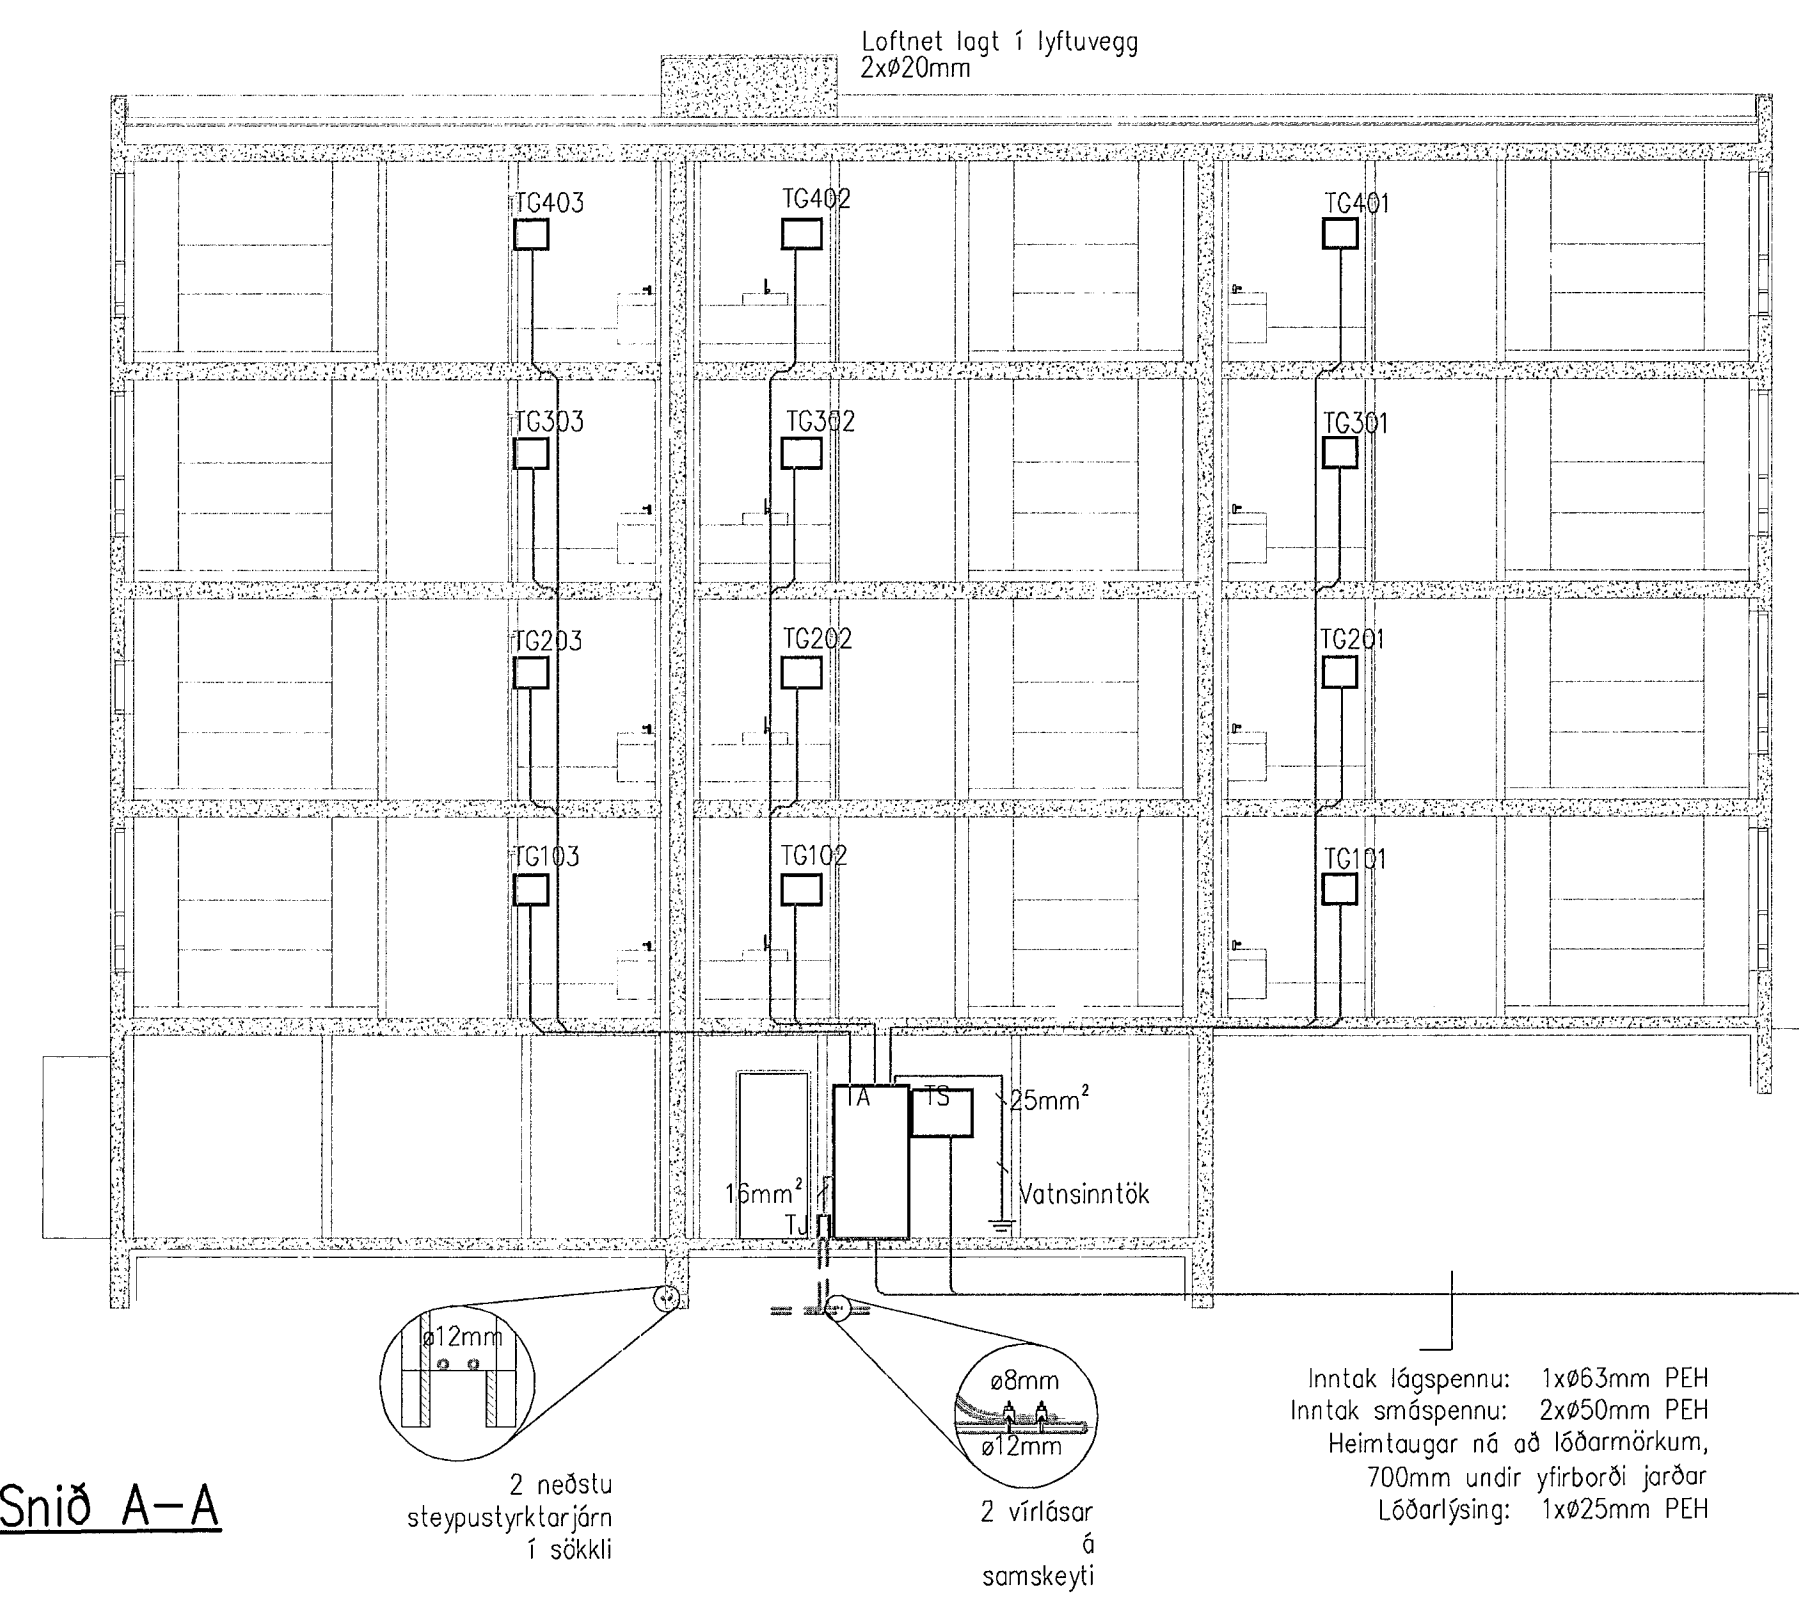 Loftnet lagt í lyftuvegg
2xø20mm
TG403
TG402
TG401
TG303
TG302
TG301
TG203
TG202
TG201
TG103
TG102
TG101
TA
TS
25mm²
16mm²
Vatnsinntök
TJ
ø12mm
ø8mm
ø12mm
2 neðstu
steypustyrktarjárn
í sökkli
2 vírlásar
á
samskeyti
Inntak lágspennu: 1xø63mm PEH
Inntak smáspennu: 2xø50mm PEH
Heimtaugar ná að lóðarmörkum,
700mm undir yfirborði jarðar
Lóðarlýsing: 1xø25mm PEH
Snið A-A